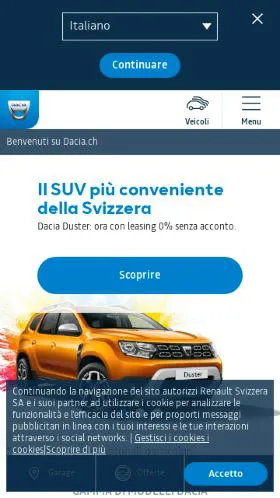 Italiano
Continuare
DACIA
Veicoli
Menu
Benvenuti su Dacia.ch
Il SUV più conveniente
della Svizzera
Dacia Duster: ora con leasing 0% senza acconto.
Scoprire
Duster
Continuando la navigazione del sito autorizzi Renault Svizzera
SA e i suoi partner ad utilizzare i cookie per analizzare le
funzionalità e l'efficacia del sito e per proporti messaggi
pubblicitari in linea con i tuoi interessi e le tue interazioni
attraverso i social networks. | Gestisci i cookies i
cookies|Scoprire di più
Garage
Offerte
Accetto
GAMMA DI MODELLI DACIA